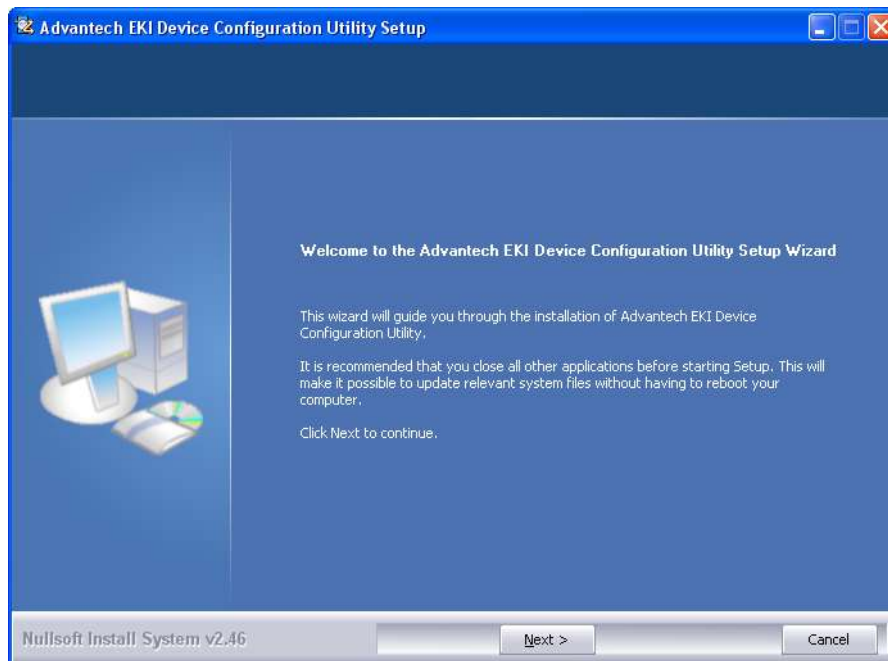 Advantech EKI Device Configuration Utility Setup
Welcome to the Advantech EKI Device Configuration Utility Setup Wizard
This wizard will guide you through the installation of Advantech EKI Device
Configuration Utility.
It is recommended that you close all other applications before starting Setup. This will
make it possible to update relevant system files without having to reboot your
computer.
Click Next to continue.
Nullsoft Install System v2.46
Next >
Cancel